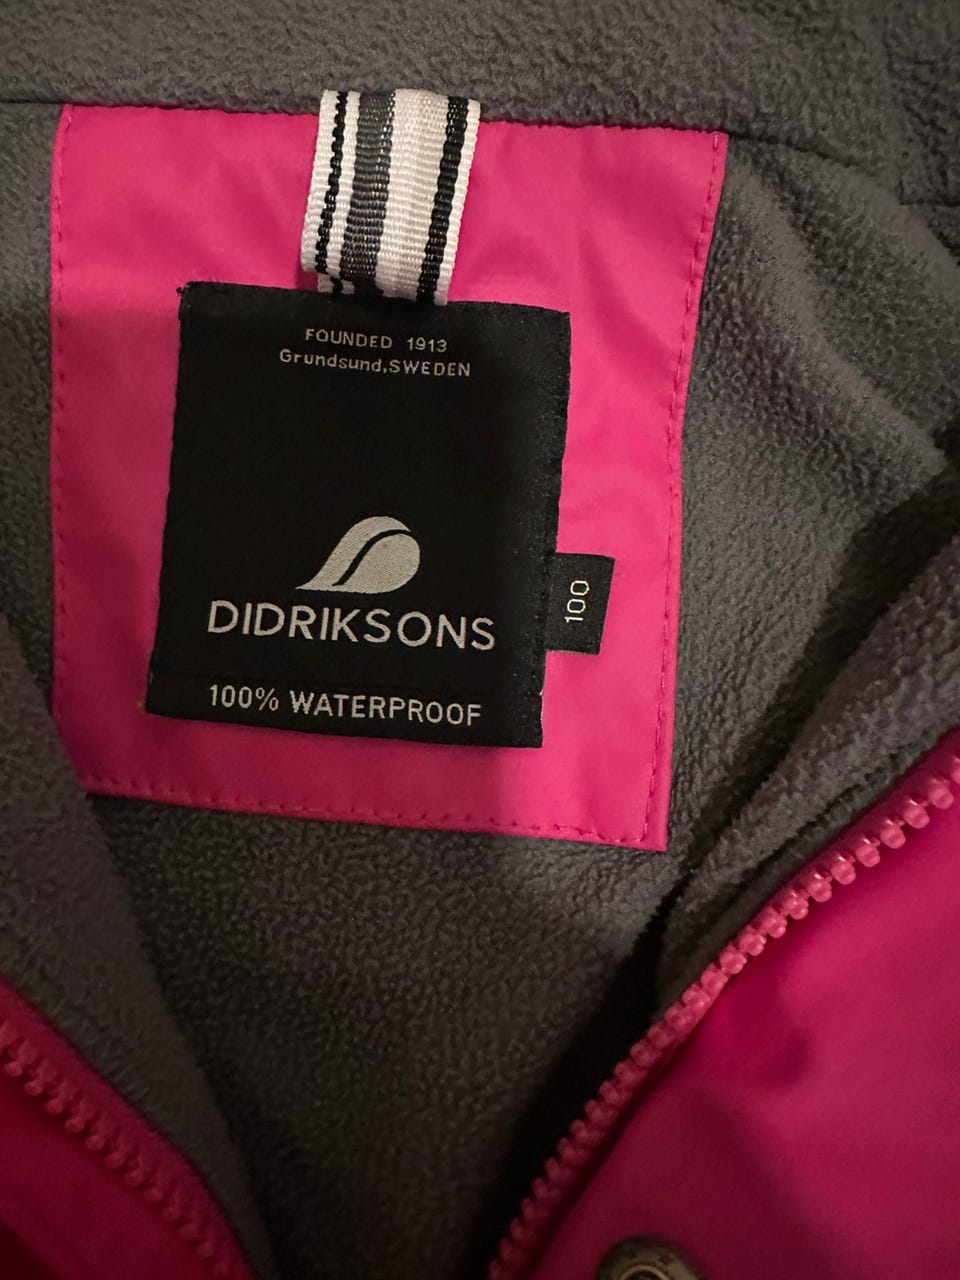 FOUNDED 1913
Grundsund,SWEDEN
DIDRIKSONS
100
100% WATERPROOF